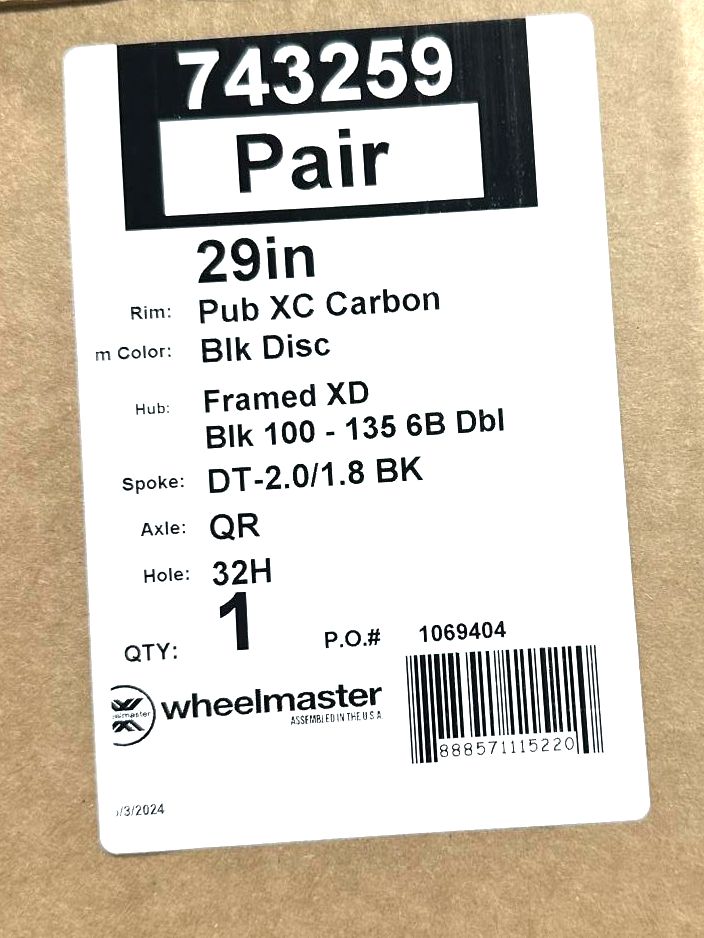 743259
Pair
29in
Rim: Pub XC Carbon
m Color: Blk Disc
Hub: Framed XD
Blk 100 - 135 6B Dbl
Spoke: DT-2.0/1.8 BK
Axle: QR
Hole: 32H
QTY: 1 P.O.# 1069404
wheelmaster
ASSEMBLED IN THE U.S.A.
888571115220
/3/2024